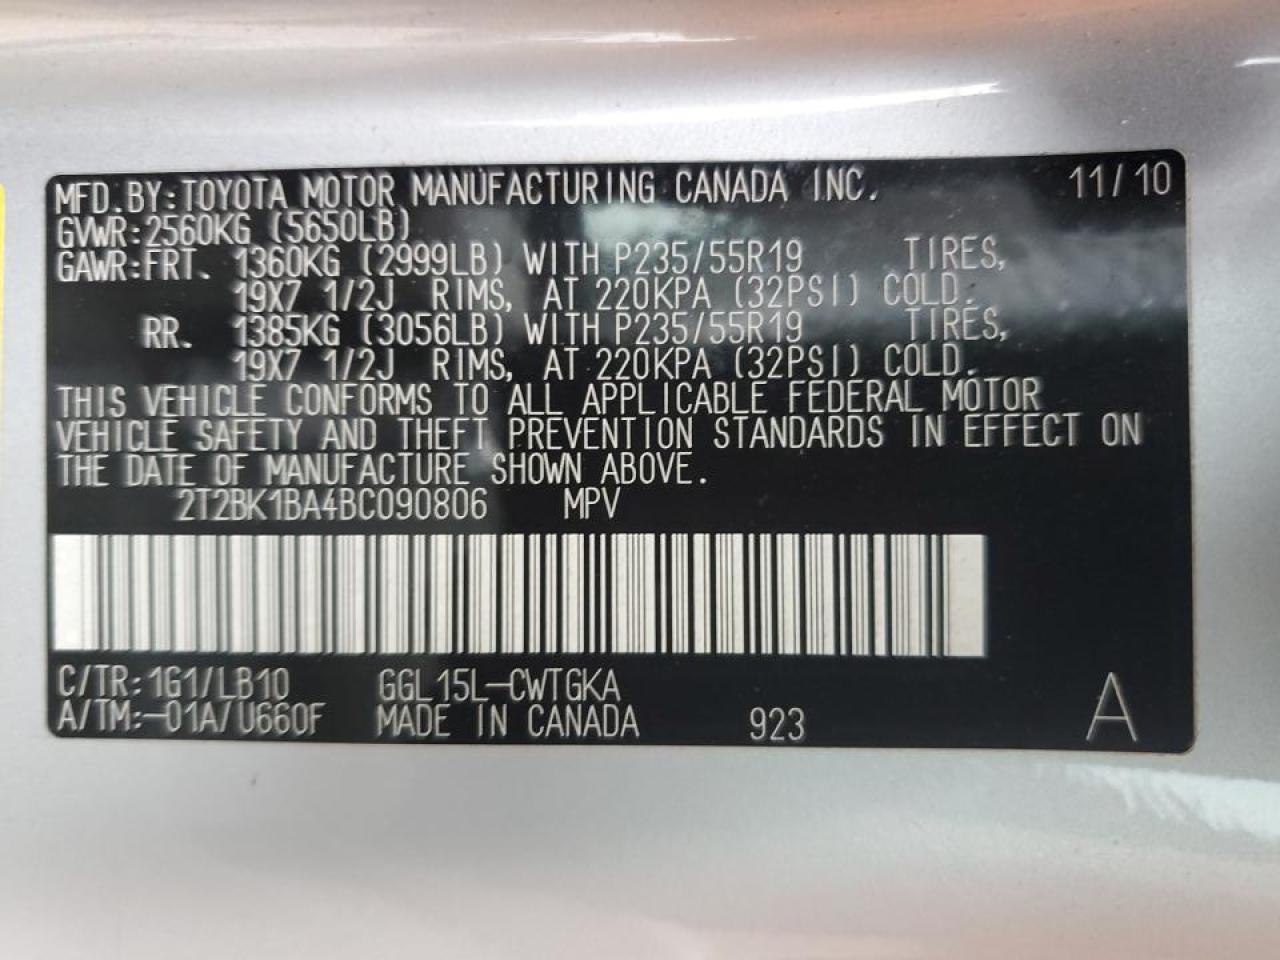 MFD.BY:TOYOTA MOTOR MANUFACTURING CANADA INC. 11/10
GVWR:2560KG (5650LB)
GAWR:FRT. 1360KG (2999LB) WITH P235/55R19 TIRES,
19X7 1/2J RIMS, AT 220KPA (32PSI) COLD.
RR. 1385KG (3056LB) WITH P235/55R19 TIRES,
19X7 1/2J RIMS, AT 220KPA (32PSI) COLD.
THIS VEHICLE CONFORMS TO ALL APPLICABLE FEDERAL MOTOR
VEHICLE SAFETY AND THEFT PREVENTION STANDARDS IN EFFECT ON
THE DATE OF MANUFACTURE SHOWN ABOVE.
2T2BK1BA4BC090806 MPV
C/TR:1G1/LB10 GGL15L-CWTGKA
A/TM:-01A/U660F MADE IN CANADA 923 A